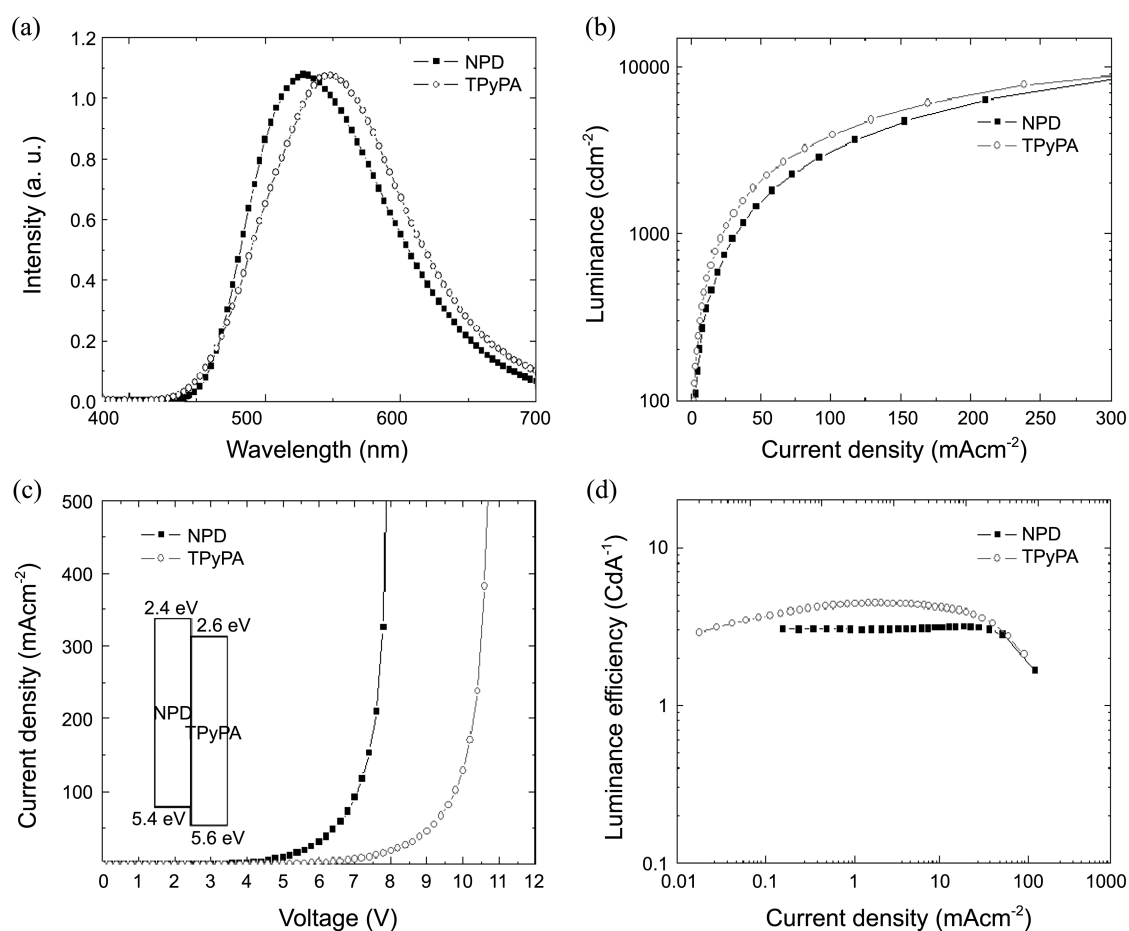 (a)
1.2
1.0
0.8
0.6
0.4
0.2
0.0
400
500
600
700
Intensity (a. u.)
Wavelength (nm)
NPD
TPyPA
(b)
10000
1000
100
0
50
100
150
200
250
300
Luminance (cdm-2)
Current density (mAcm-2)
NPD
TPyPA
(c)
500
400
300
200
100
0
1
2
3
4
5
6
7
8
9
10
11
12
Current density (mAcm-2)
Voltage (V)
NPD
TPyPA
2.4 eV
2.6 eV
NPD
TPyPA
5.4 eV
5.6 eV
(d)
10
1
0.1
0.01
0.1
1
10
100
1000
Luminance efficiency (CdA-1)
Current density (mAcm-2)
NPD
TPyPA